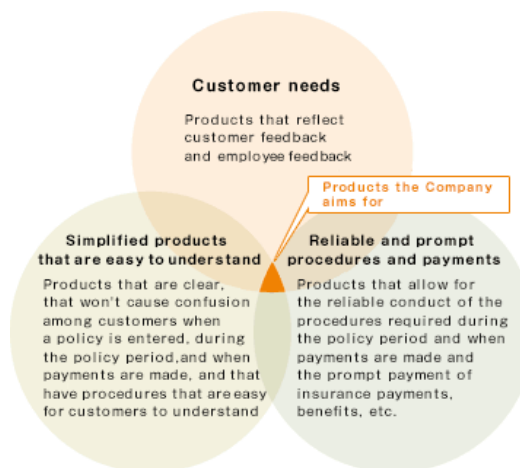 Customer needs
Products that reflect
customer feedback
and employee feedback
Products the Company
aims for
Simplified products
that are easy to understand
Products that are clear,
that won't cause confusion
among customers when
a policy is entered, during
the policy period,and when
payments are made, and that
have procedures that are easy
for customers to understand
Reliable and prompt
procedures and payments
Products that allow for
the reliable conduct of the
procedures required during
the policy period and when
payments are made and
the prompt payment of
insurance payments,
benefits, etc.